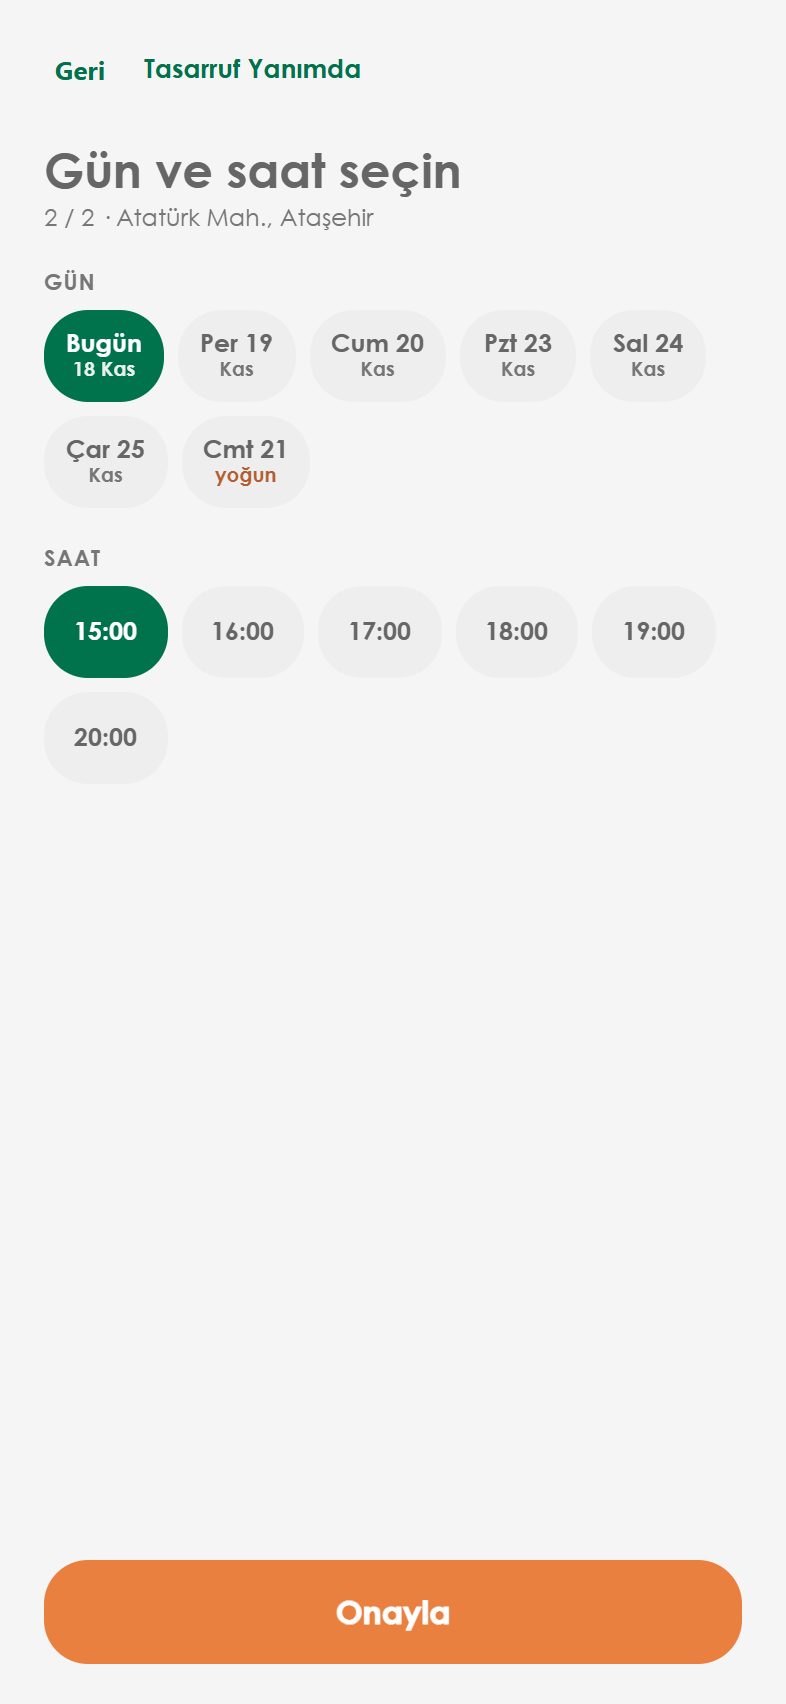 Geri Tasarruf Yanımda
Gün ve saat seçin
2 / 2 · Atatürk Mah., Ataşehir
GÜN
Bugün Per 19 Cum 20 Pzt 23 Sal 24
18 Kas Kas Kas Kas Kas
Çar 25 Cmt 21
Kas yoğun
SAAT
15:00 16:00 17:00 18:00 19:00
20:00
Onayla